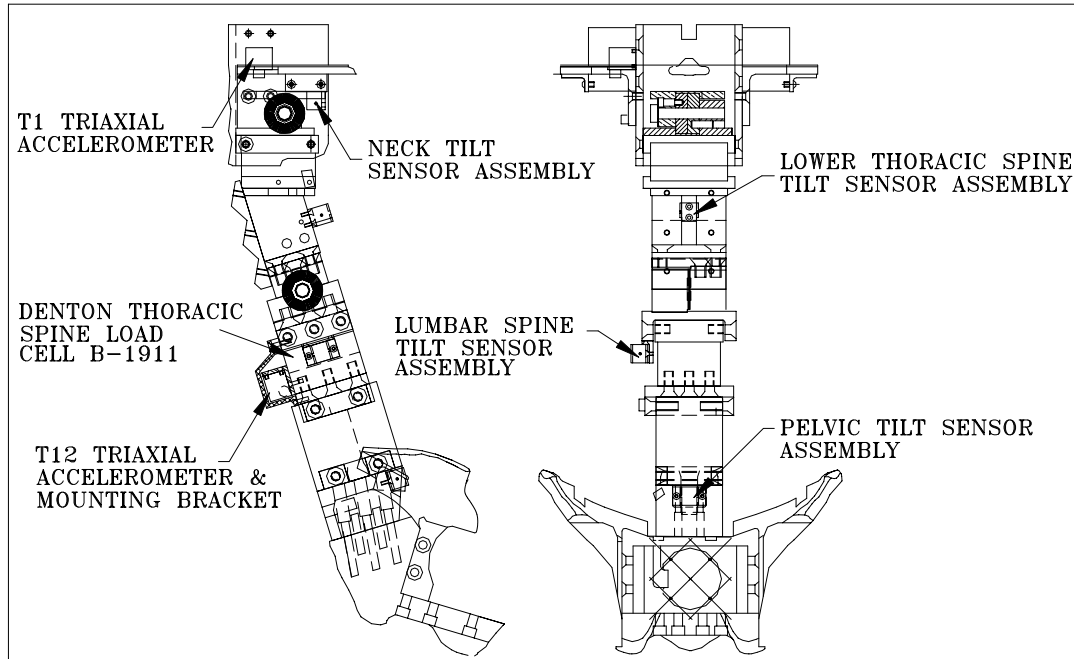 T1 TRIAXIAL
ACCELEROMETER
NECK TILT
SENSOR ASSEMBLY
LOWER THORACIC SPINE
TILT SENSOR ASSEMBLY
DENTON THORACIC
SPINE LOAD
CELL B-1911
LUMBAR SPINE
TILT SENSOR
ASSEMBLY
T12 TRIAXIAL
ACCELEROMETER &
MOUNTING BRACKET
PELVIC TILT SENSOR
ASSEMBLY